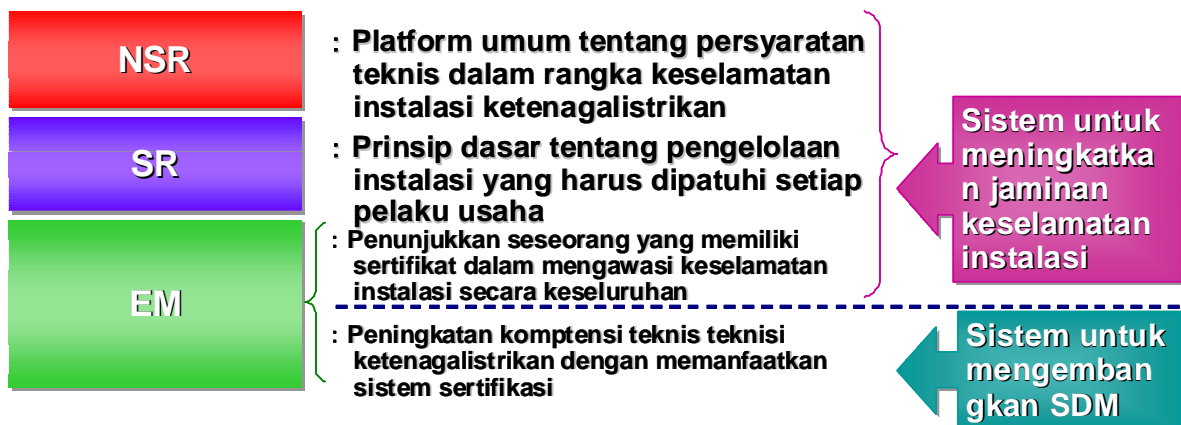 NSR
: Platform umum tentang persyaratan
teknis dalam rangka keselamatan
instalasi ketenagalistrikan
SR
: Prinsip dasar tentang pengelolaan
instalasi yang harus dipatuhi setiap
pelaku usaha
EM
: Penunjukkan seseorang yang memiliki
sertifikat dalam mengawasi keselamatan
instalasi secara keseluruhan
: Peningkatan komptensi teknis teknisi
ketenagalistrikan dengan memanfaatkan
sistem sertifikasi
Sistem untuk
meningkatka
n jaminan
keselamatan
instalasi
Sistem untuk
mengemban
gkan SDM